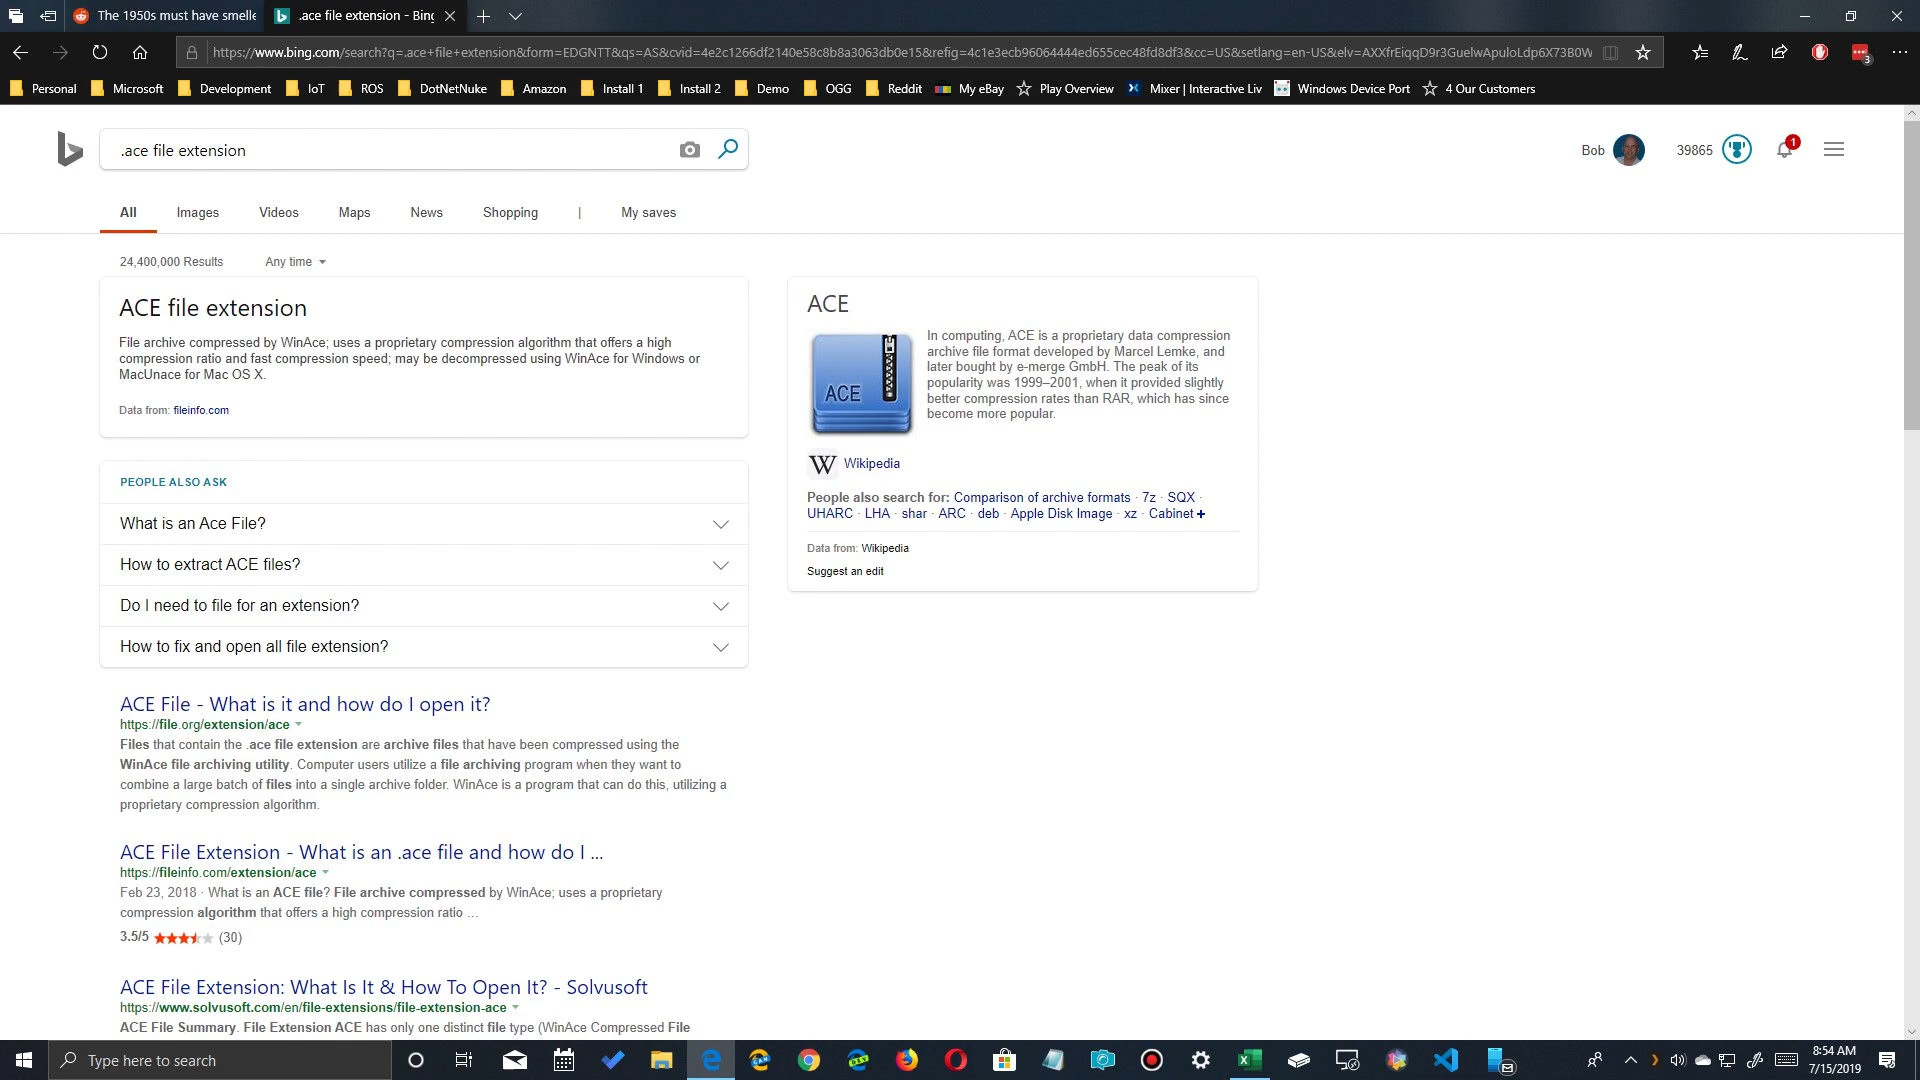 The 1950s must have smelle
.ace file extension - Bing
https://www.bing.com/search?q=.ace+file+extension&form=EDGNTT&qs=AS&cvid=4e2c1266df2140e58c8b8a3063db0e15&refig=4c1e3ecb96064444ed655cec48fd8df3&cc=US&setlang=en-US&elv=AXXfrEiqqD9r3GuelwApuloLdp6X73B0W
3
Personal Microsoft Development IoT ROS DotNetNuke Amazon Install 1 Install 2 Demo OGG Reddit My eBay Play Overview Mixer | Interactive Liv Windows Device Port 4 Our Customers
.ace file extension
Bob 39865 1
All Images Videos Maps News Shopping | My saves
24,400,000 Results Any time
ACE file extension
File archive compressed by WinAce; uses a proprietary compression algorithm that offers a high
compression ratio and fast compression speed; may be decompressed using WinAce for Windows or
MacUnace for Mac OS X.
Data from: fileinfo.com
PEOPLE ALSO ASK
What is an Ace File?
How to extract ACE files?
Do I need to file for an extension?
How to fix and open all file extension?
ACE File - What is it and how do I open it?
https://file.org/extension/ace
Files that contain the .ace file extension are archive files that have been compressed using the
WinAce file archiving utility. Computer users utilize a file archiving program when they want to
combine a large batch of files into a single archive folder. WinAce is a program that can do this, utilizing a
proprietary compression algorithm.
ACE File Extension - What is an .ace file and how do I ...
https://fileinfo.com/extension/ace
Feb 23, 2018 · What is an ACE file? File archive compressed by WinAce; uses a proprietary
compression algorithm that offers a high compression ratio ...
3.5/5 (30)
ACE File Extension: What Is It & How To Open It? - Solvusoft
https://www.solvusoft.com/en/file-extensions/file-extension-ace
ACE File Summary. File Extension ACE has only one distinct file type (WinAce Compressed File
ACE
ACE
In computing, ACE is a proprietary data compression
archive file format developed by Marcel Lemke, and
later bought by e-merge GmbH. The peak of its
popularity was 1999–2001, when it provided slightly
better compression rates than RAR, which has since
become more popular.
W Wikipedia
People also search for: Comparison of archive formats · 7z · SQX ·
UHARC · LHA · shar · ARC · deb · Apple Disk Image · xz · Cabinet +
Data from: Wikipedia
Suggest an edit
Type here to search
8:54 AM
7/15/2019